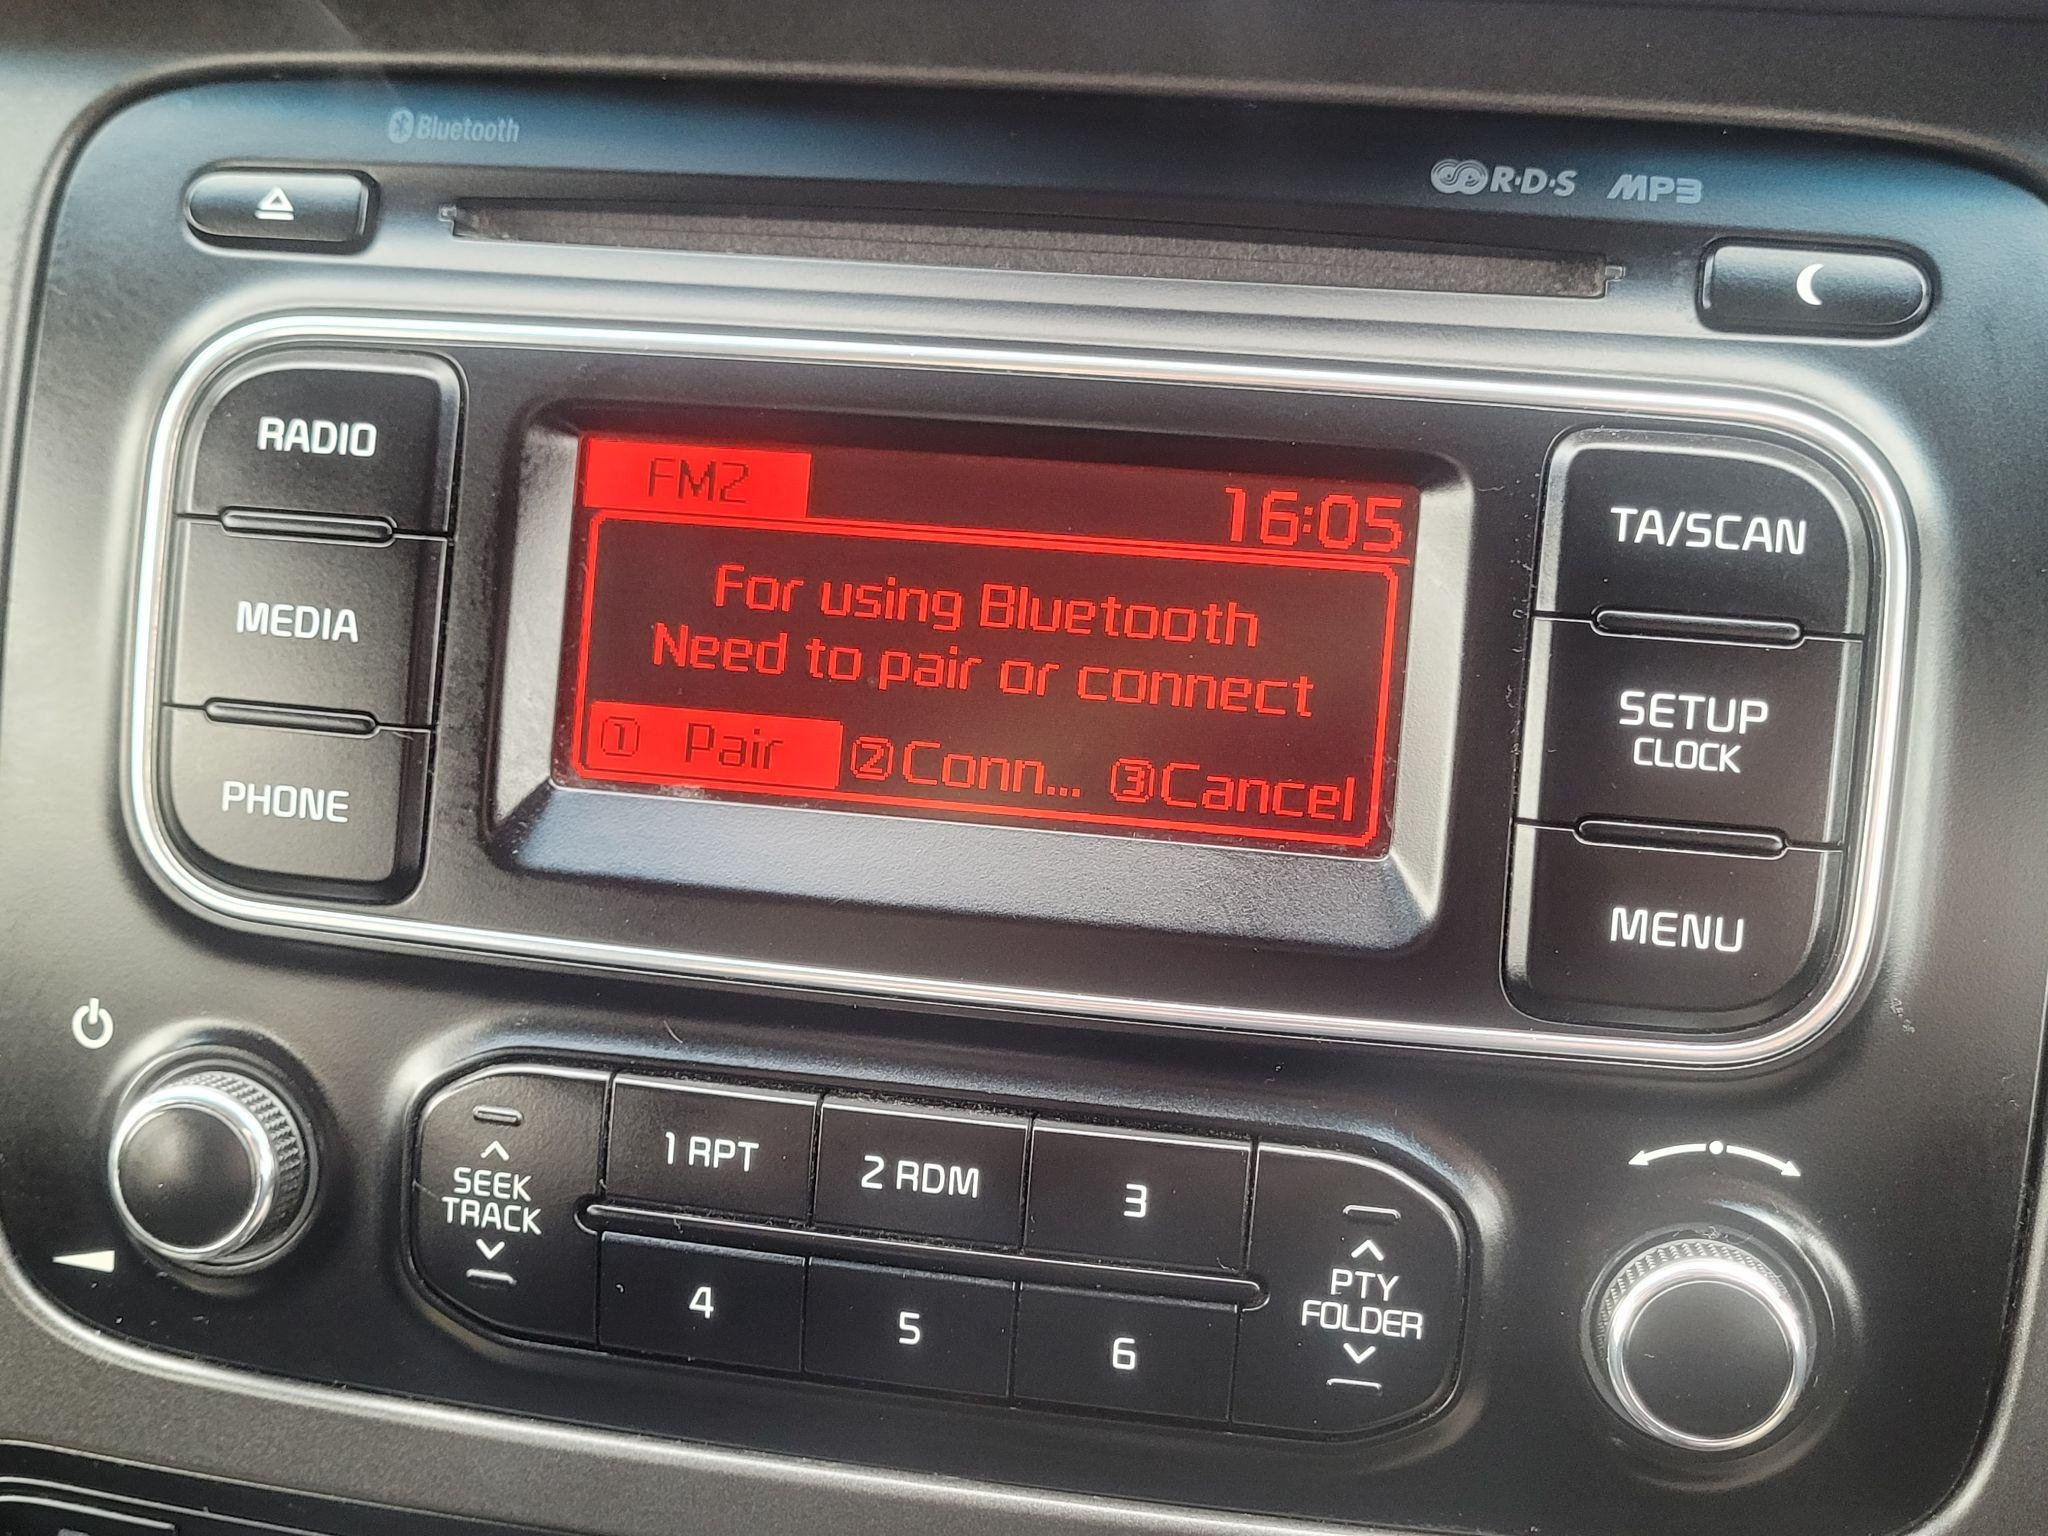 Bluetooth
R·D·S MP3
RADIO
MEDIA
PHONE
FM2 16:05
For using Bluetooth
Need to pair or connect
① Pair ②Conn... ③Cancel
TA/SCAN
SETUP
CLOCK
MENU
SEEK
TRACK
1 RPT
2 RDM
3
4
5
6
PTY
FOLDER